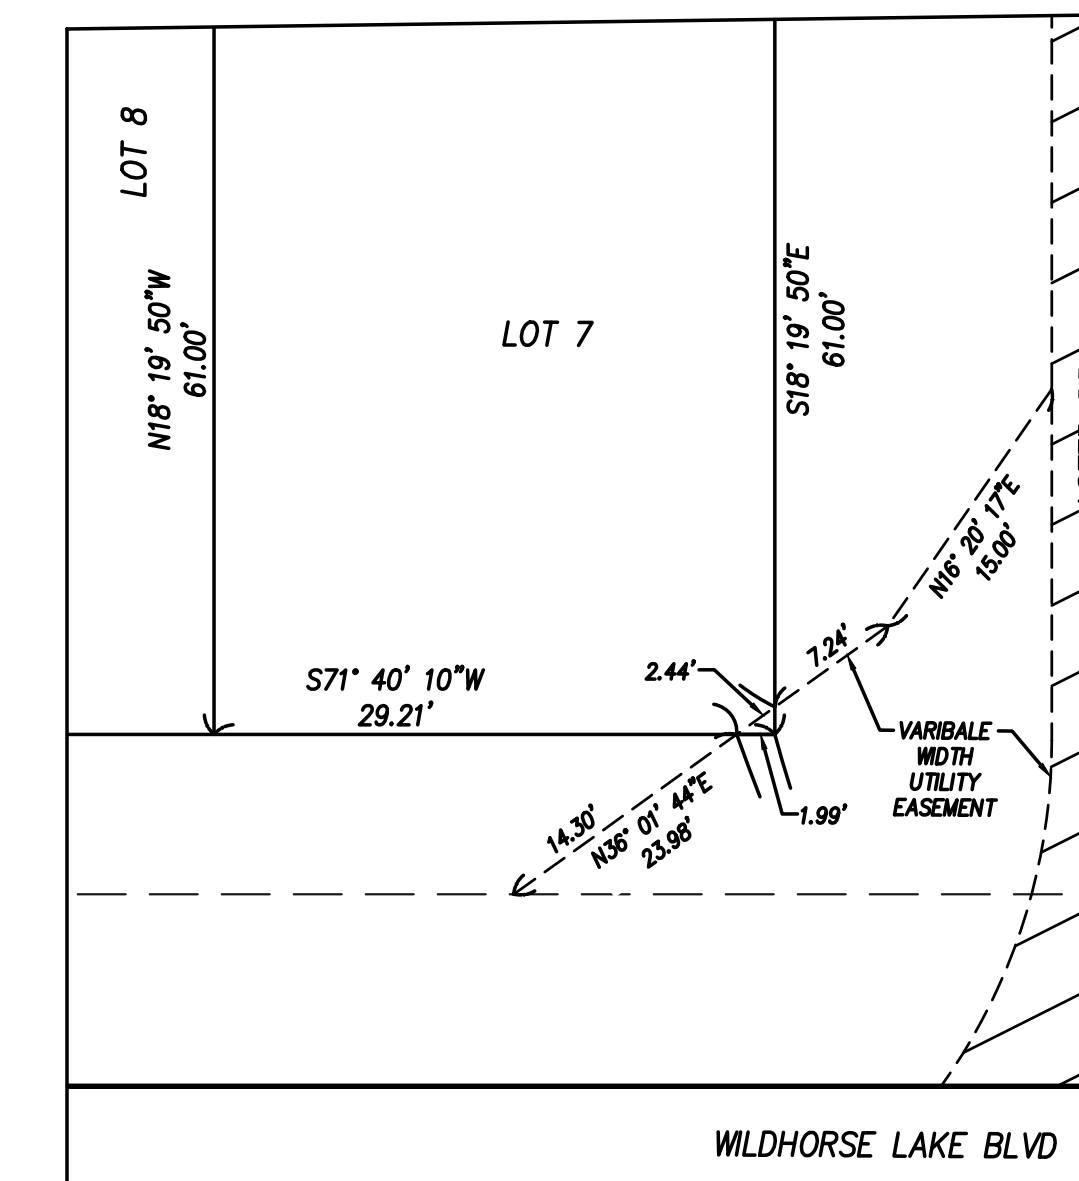 LOT 8
N18° 19' 50"W
61.00'
LOT 7
S18° 19' 50"E
61.00'
N16° 20' 17"E
15.00'
S71° 40' 10"W
29.21'
2.44'
7.24'
VARIBALE
WIDTH
UTILITY
EASEMENT
1.99'
14.30'
N36° 01' 44"E
23.98'
WILDHORSE LAKE BLVD